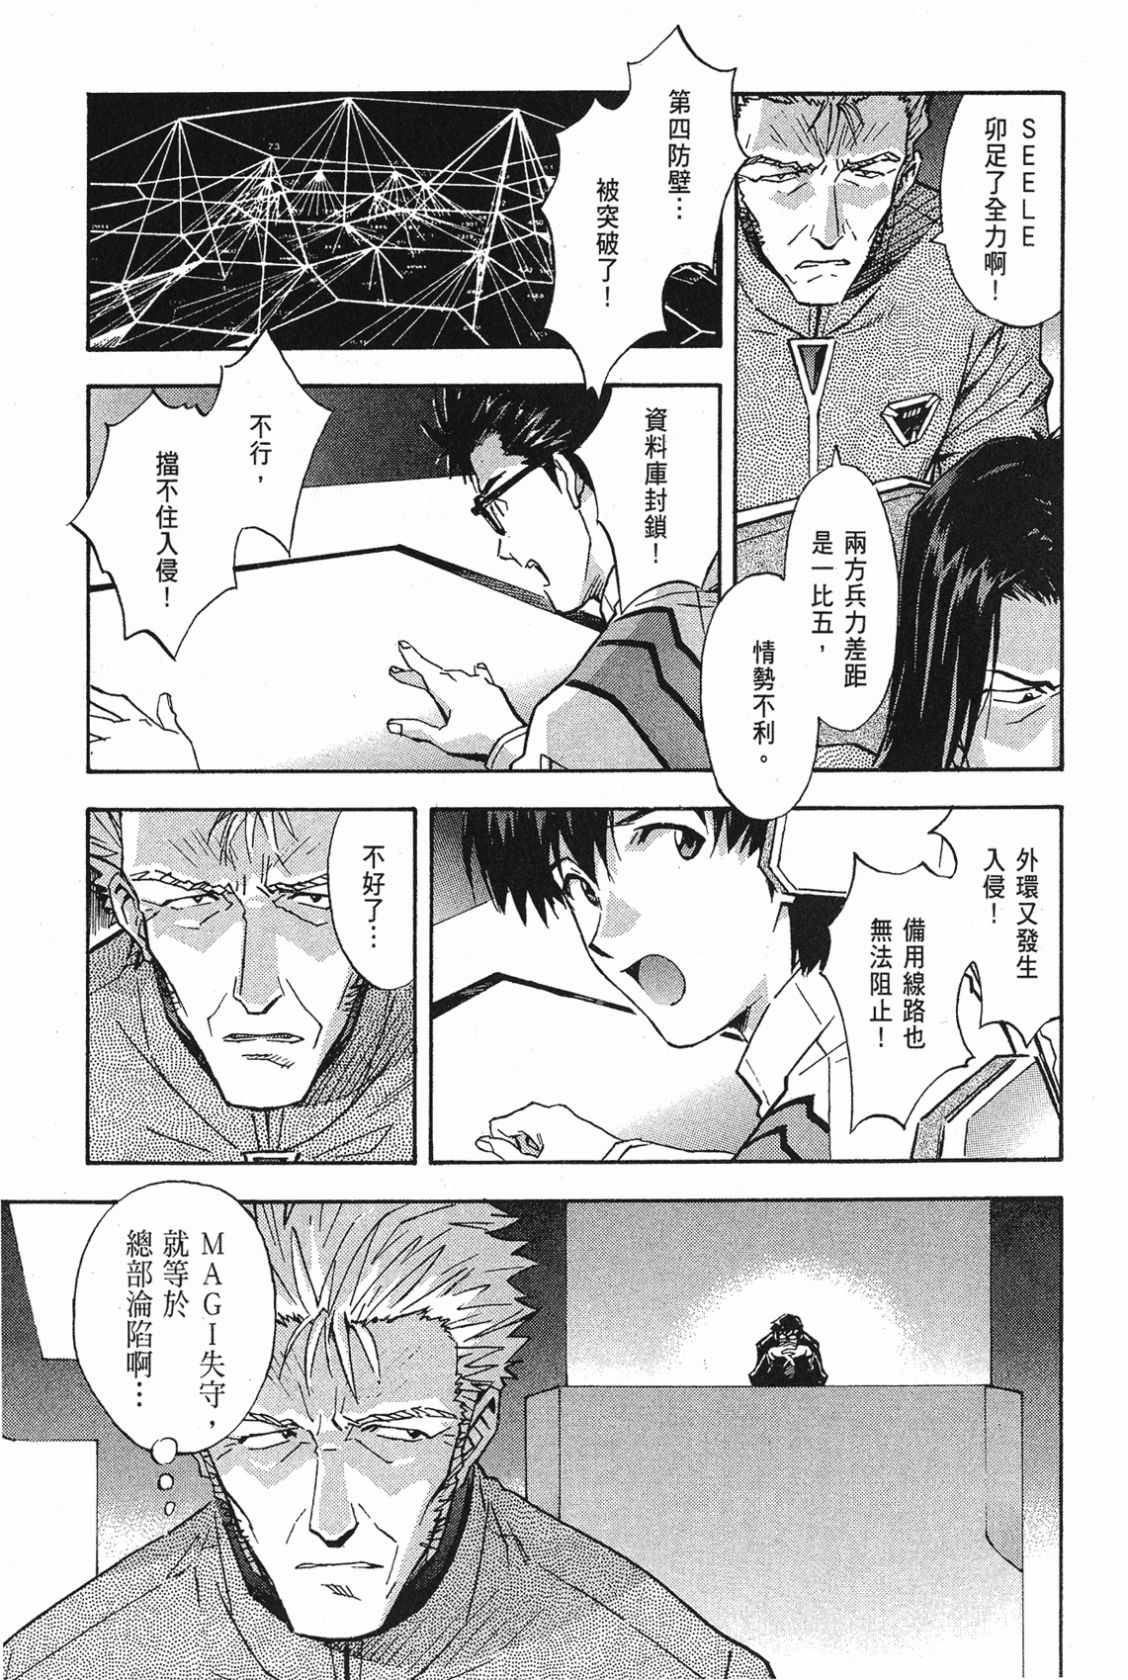 SEELE
卯足了全力啊！
兩方兵力差距
是一比五，
情勢不利。
第四防壁…
被突破了！
73
資料庫封鎖！
不行，
擋不住入侵！
外環又發生
入侵！
備用線路也
無法阻止！
不好了…
MAGI失守，
就等於
總部淪陷啊…